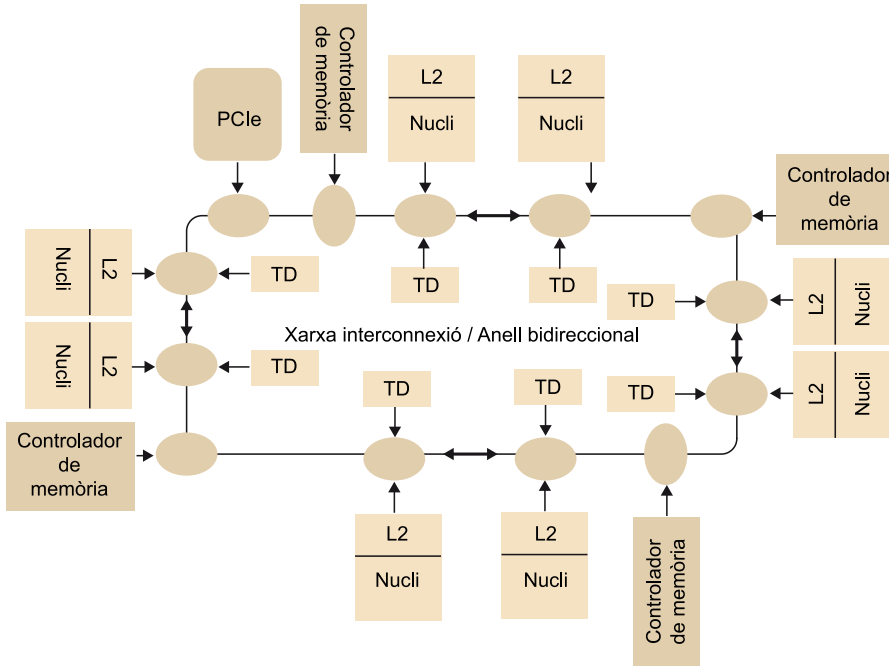 PCIe
Controlador
de memòria
L2
Nucli
L2
Nucli
Controlador
de
memòria
TD
TD
Nucli
L2
TD
TD
L2
Nucli
Xarxa interconnexió / Anell bidireccional
Nucli
L2
TD
TD
TD
TD
L2
Nucli
Controlador
de
memòria
L2
Nucli
L2
Nucli
Controlador
de memòria